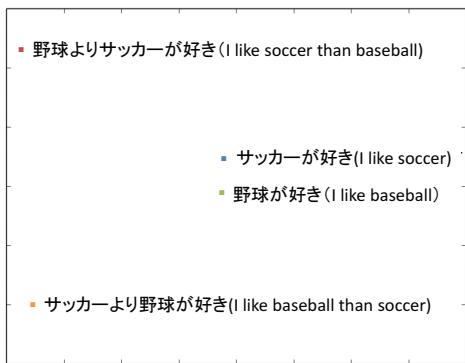 野球よりサッカーが好き（I like soccer than baseball)
サッカーが好き(I like soccer)
野球が好き（I like baseball）
サッカーより野球が好き(I like baseball than soccer)